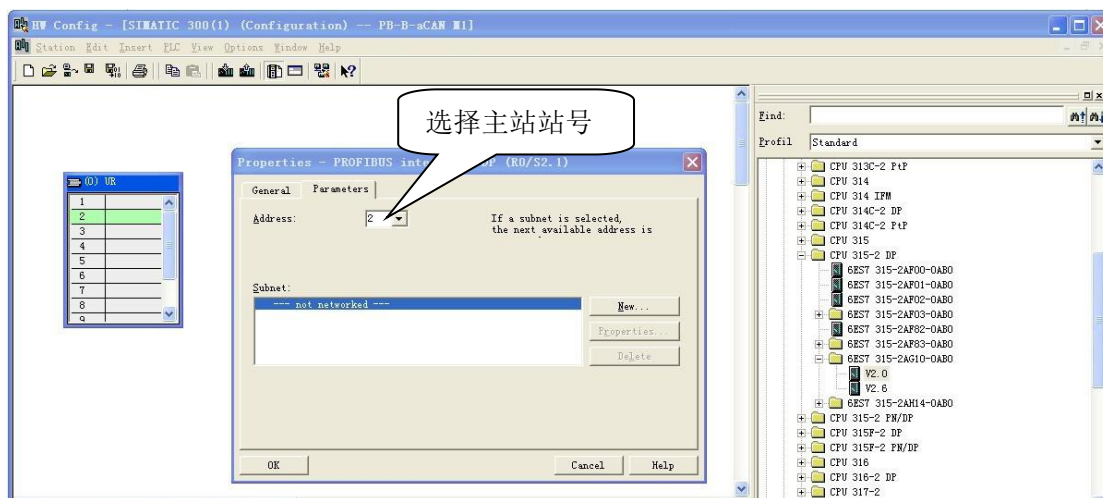 HW Config - [SIMATIC 300(1) (Configuration) -- PB-B-aCAN M1]
Station Edit Insert PLC View Options Window Help
选择主站站号
Properties - PROFIBUS inte DP (R0/S2.1)
General Parameters
Address: 2
If a subnet is selected,
the next available address is
Subnet:
--- not networked ---
New...
Properties...
Delete
OK Cancel Help
(0) UR
1
2
3
4
5
6
7
8
9
Find:
Profil Standard
CPU 313C-2 PtP
CPU 314
CPU 314 IFM
CPU 314C-2 DP
CPU 314C-2 PtP
CPU 315
CPU 315-2 DP
6ES7 315-2AF00-0AB0
6ES7 315-2AF01-0AB0
6ES7 315-2AF02-0AB0
6ES7 315-2AF03-0AB0
6ES7 315-2AF82-0AB0
6ES7 315-2AF83-0AB0
6ES7 315-2AG10-0AB0
V2.0
V2.6
6ES7 315-2AH14-0AB0
CPU 315-2 PN/DP
CPU 315F-2 DP
CPU 315F-2 PN/DP
CPU 316
CPU 316-2 DP
CPU 317-2